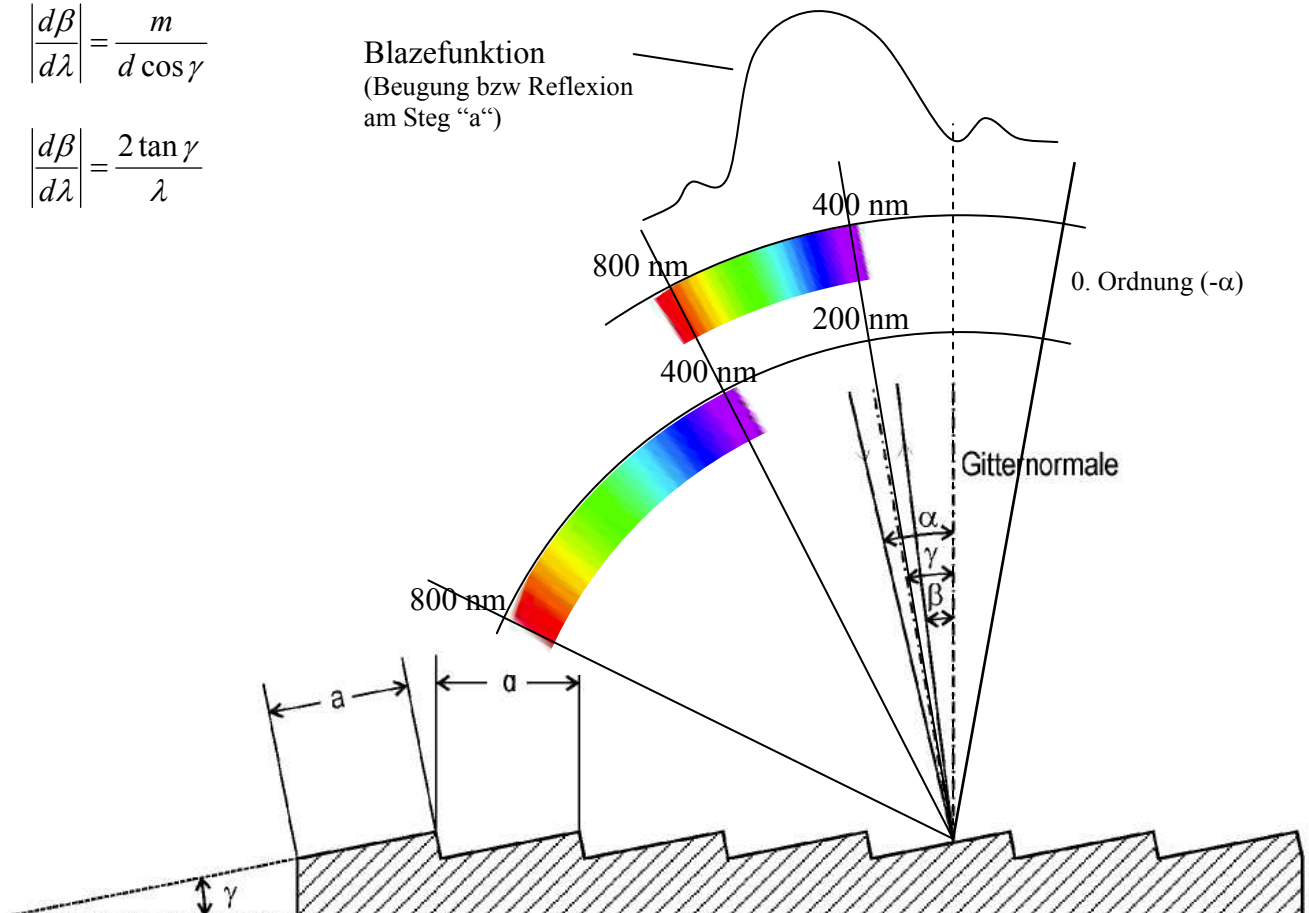 |dβ/dλ| = m / (d cos γ)
|dβ/dλ| = 2 tan γ / λ
Blazefunktion
(Beugung bzw Reflexion
am Steg “a“)
400 nm
800 nm
0. Ordnung (-α)
200 nm
400 nm
Gitternormale
α
γ
β
800 nm
a
α
γ